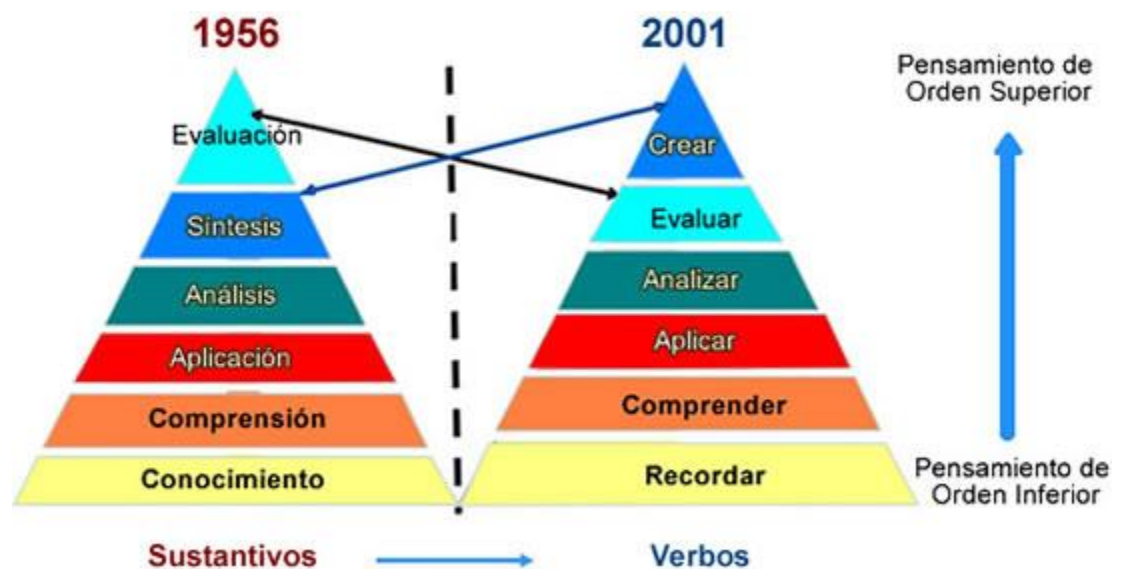 1956
Evaluación
Síntesis
Análisis
Aplicación
Comprensión
Conocimiento
Sustantivos
2001
Crear
Evaluar
Analizar
Aplicar
Comprender
Recordar
Verbos
Pensamiento de
Orden Superior
Pensamiento de
Orden Inferior